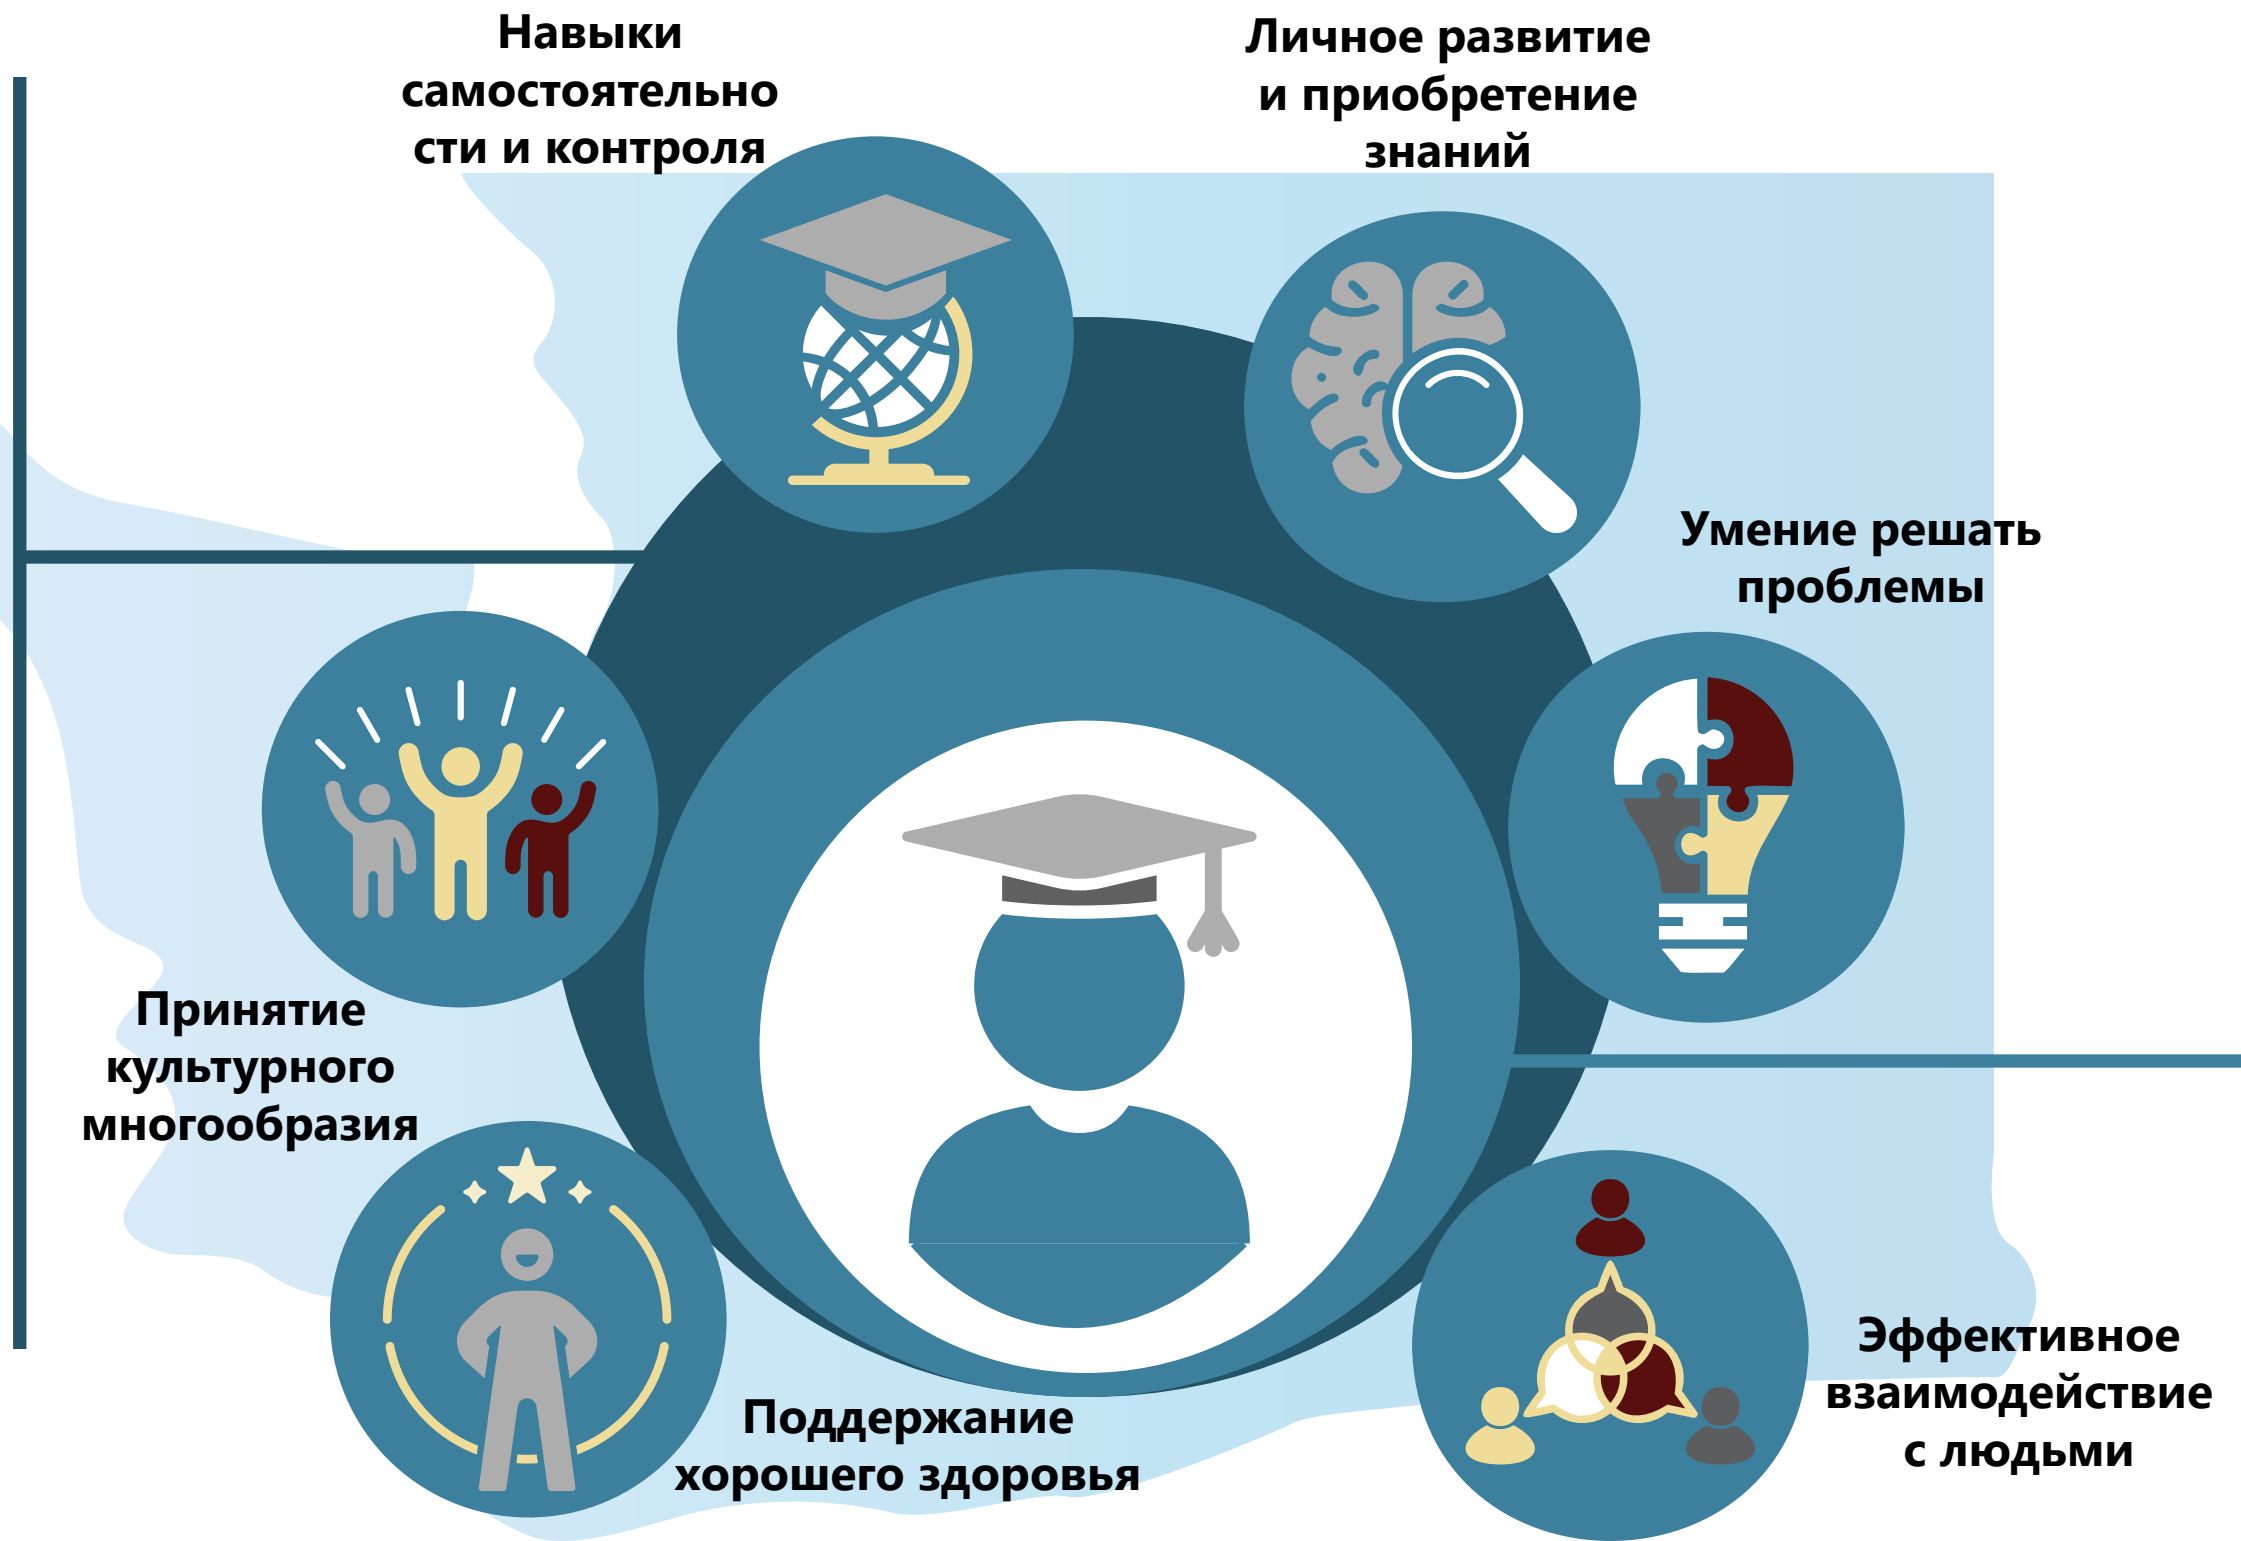 Навыки
самостоятельно
сти и контроля
Личное развитие
и приобретение
знаний
Умение решать
проблемы
Принятие
культурного
многообразия
Поддержание
хорошего здоровья
Эффективное
взаимодействие
с людьми